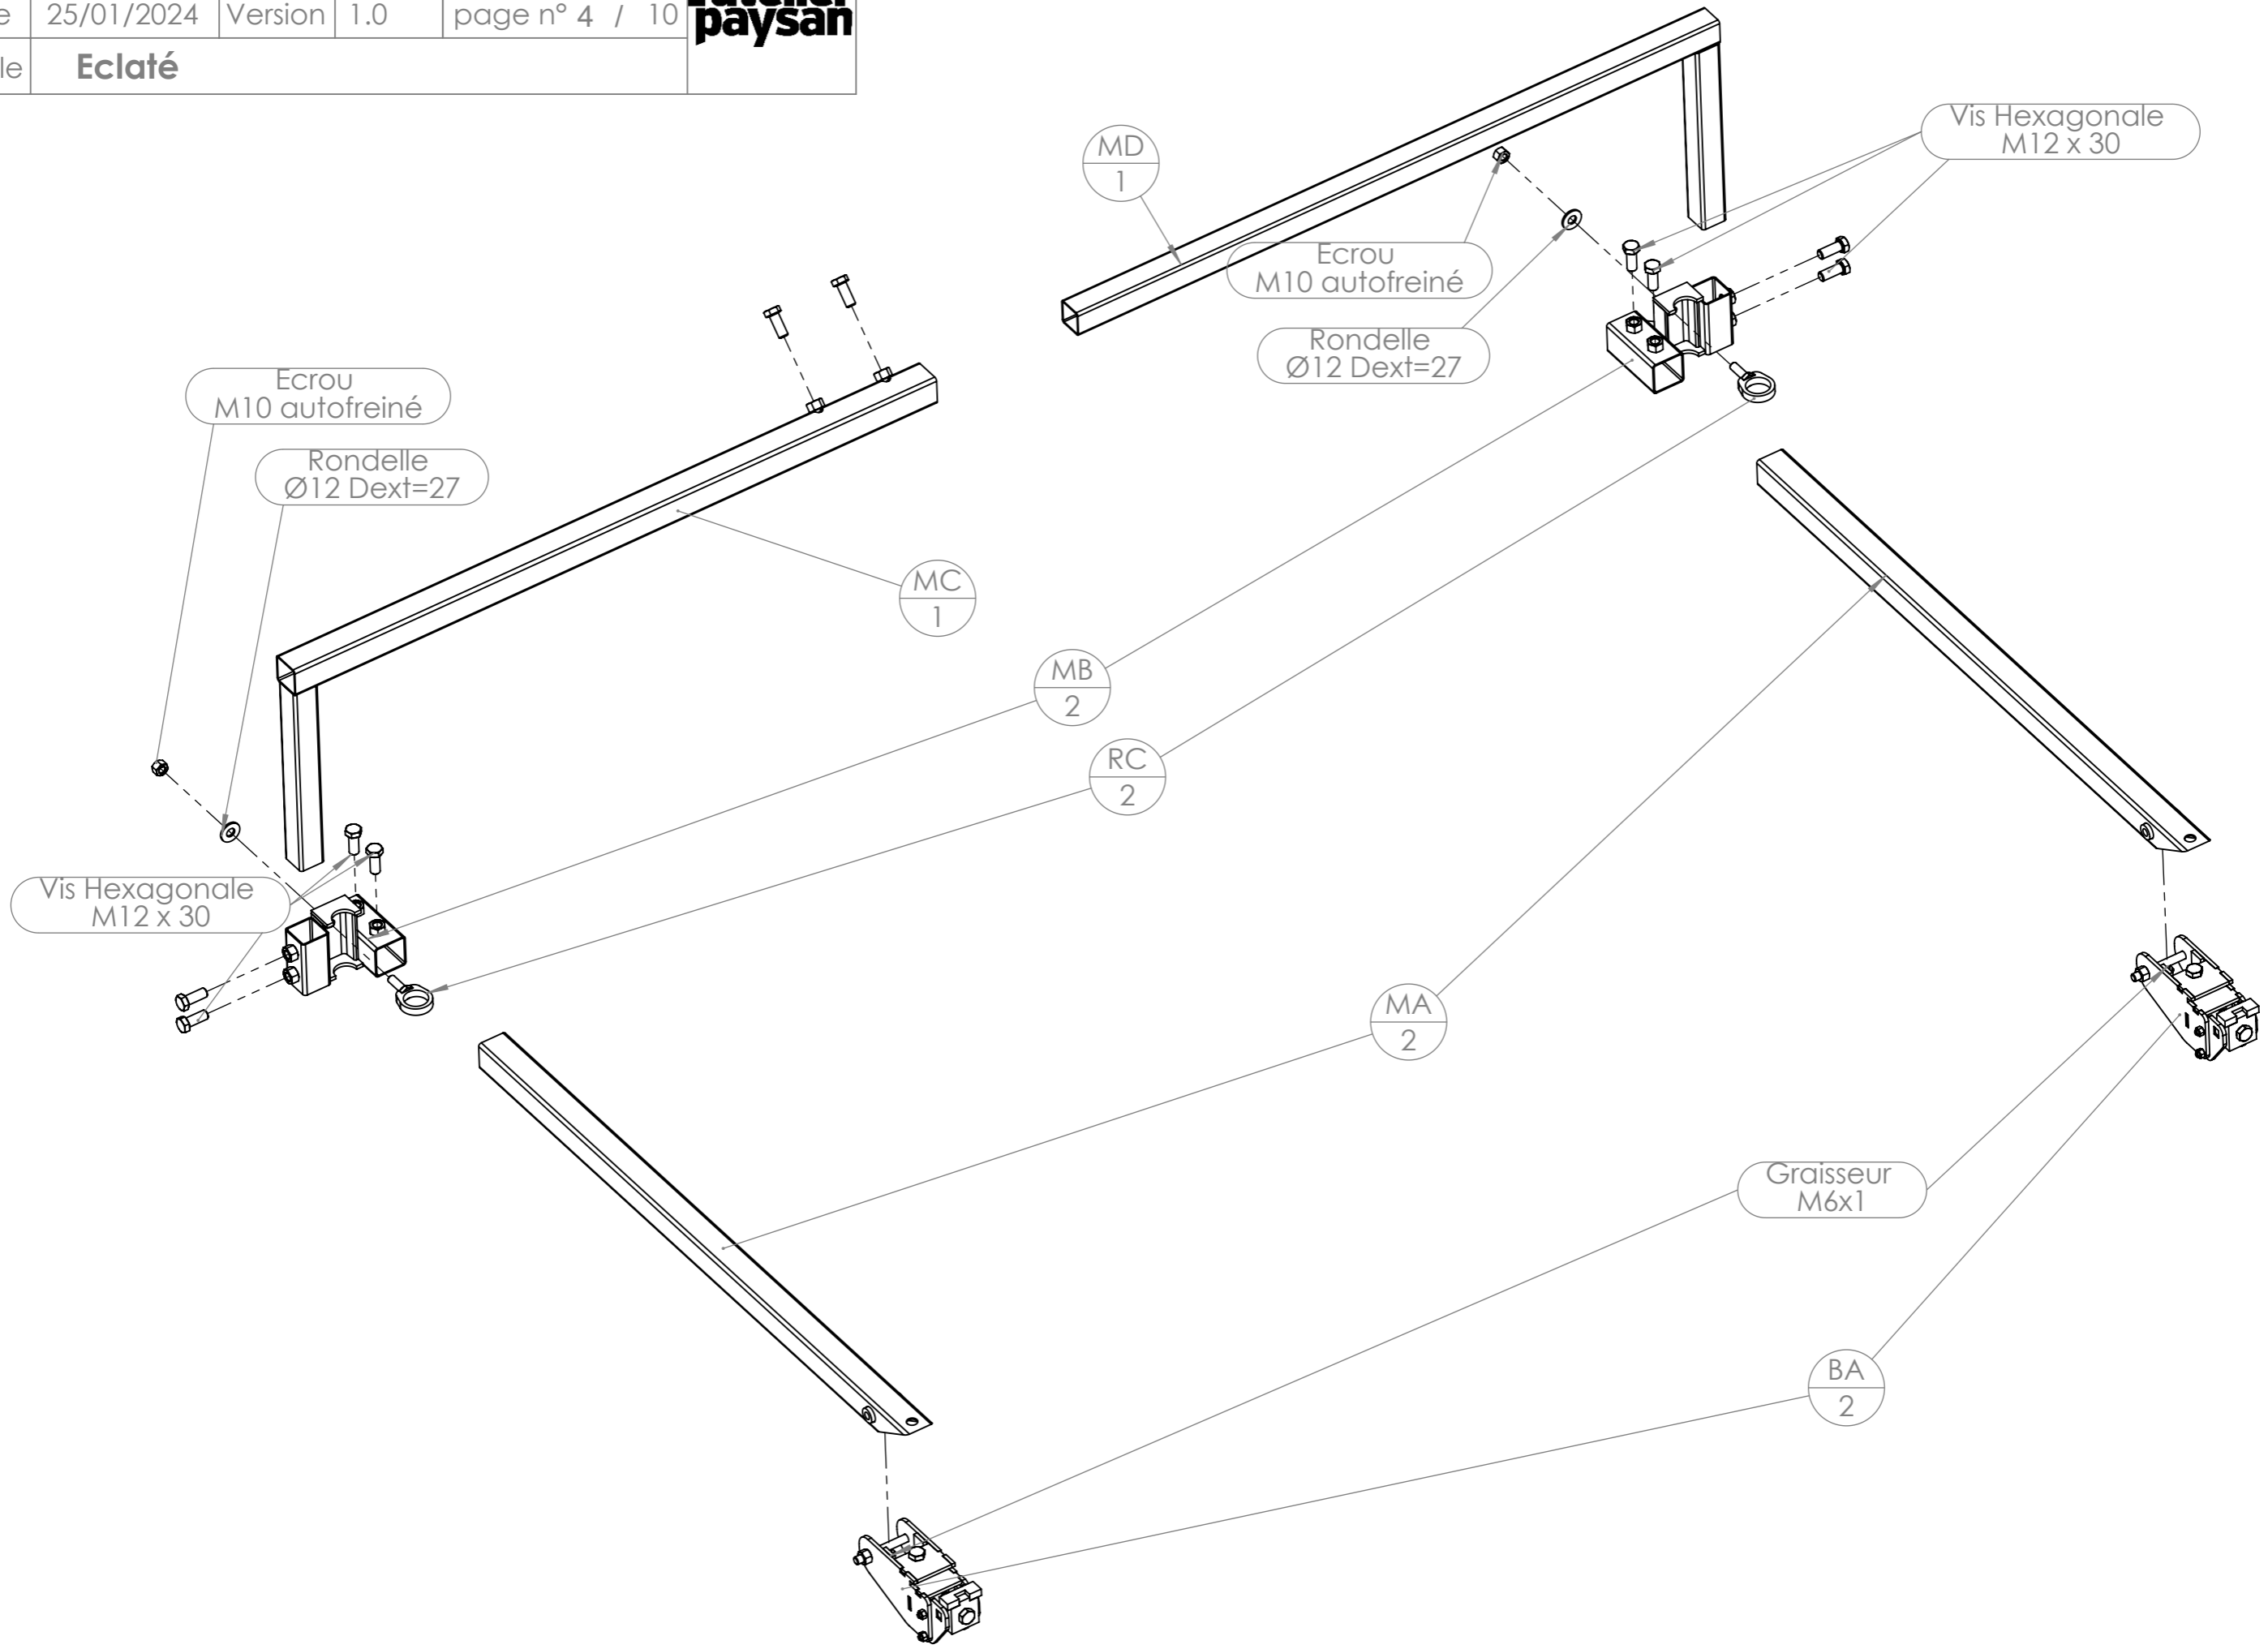 25/01/2024 Version 1.0 page n° 4 / 10
paysan
Eclaté
MD
1
Vis Hexagonale
M12 x 30
Ecrou
M10 autofreiné
Rondelle
Ø12 Dext=27
Ecrou
M10 autofreiné
Rondelle
Ø12 Dext=27
MC
1
MB
2
RC
2
Vis Hexagonale
M12 x 30
MA
2
Graisseur
M6x1
BA
2